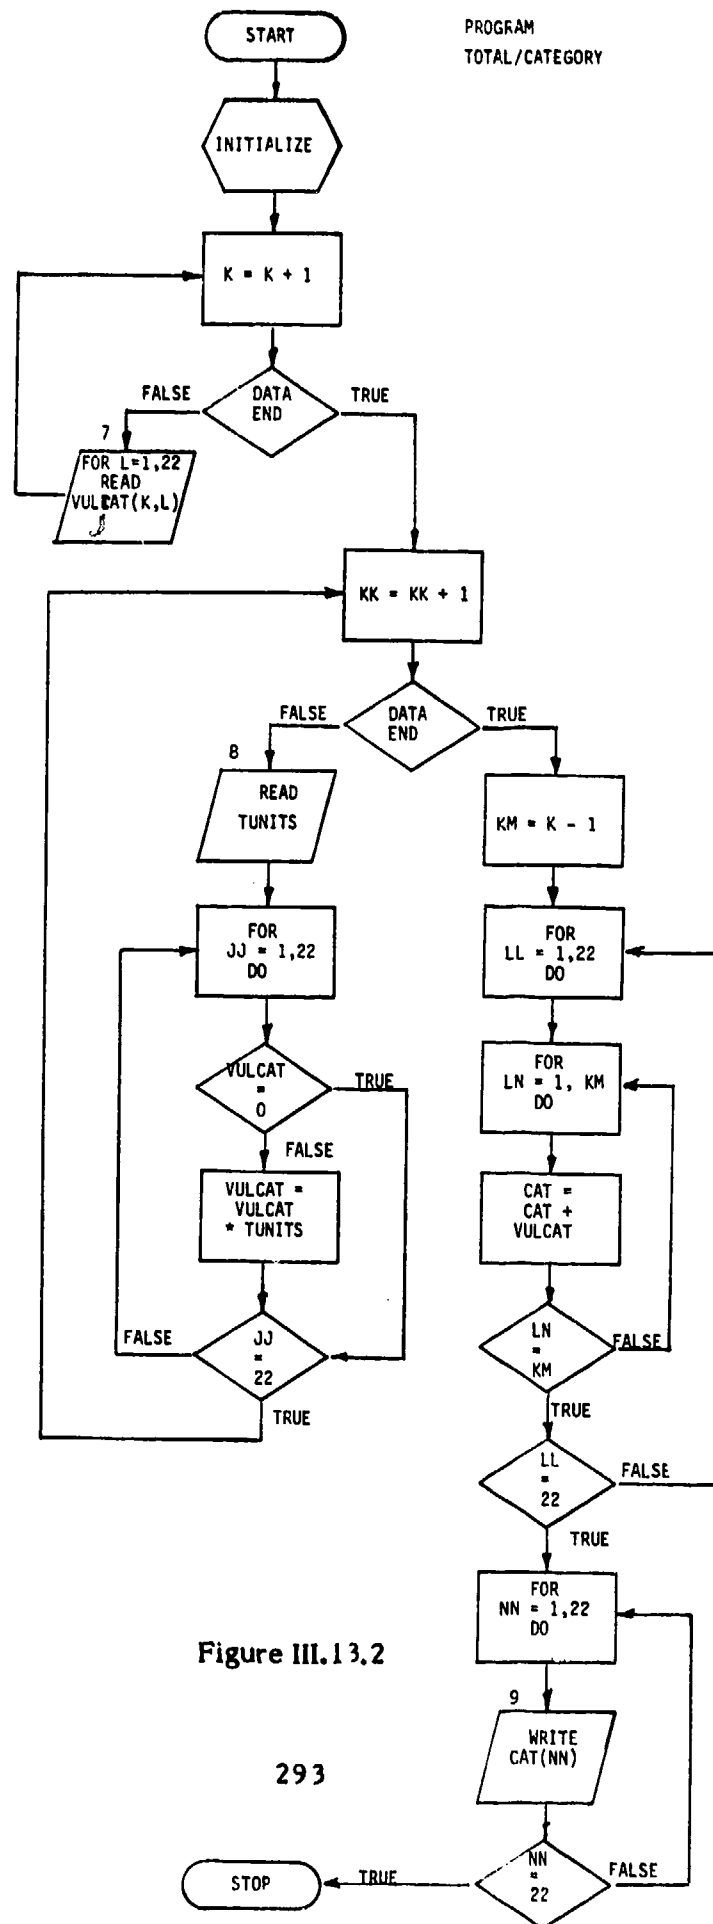 PROGRAM
TOTAL/CATEGORY
START
INITIALIZE
K = K + 1
DATA
END
FALSE
TRUE
7
FOR L=1,22
READ
VULCAT(K,L)
KK = KK + 1
DATA
END
FALSE
TRUE
8
READ
TUNITS
KM = K - 1
FOR
JJ = 1,22
DO
FOR
LL = 1,22
DO
VULCAT
=
0
TRUE
FALSE
FOR
LN = 1, KM
DO
VULCAT =
VULCAT
* TUNITS
CAT =
CAT +
VULCAT
JJ
=
22
FALSE
TRUE
LN
=
KM
FALSE
TRUE
LL
=
22
FALSE
TRUE
FOR
NN = 1,22
DO
Figure III.13.2
9
WRITE
CAT(NN)
293
NN
=
22
FALSE
TRUE
STOP